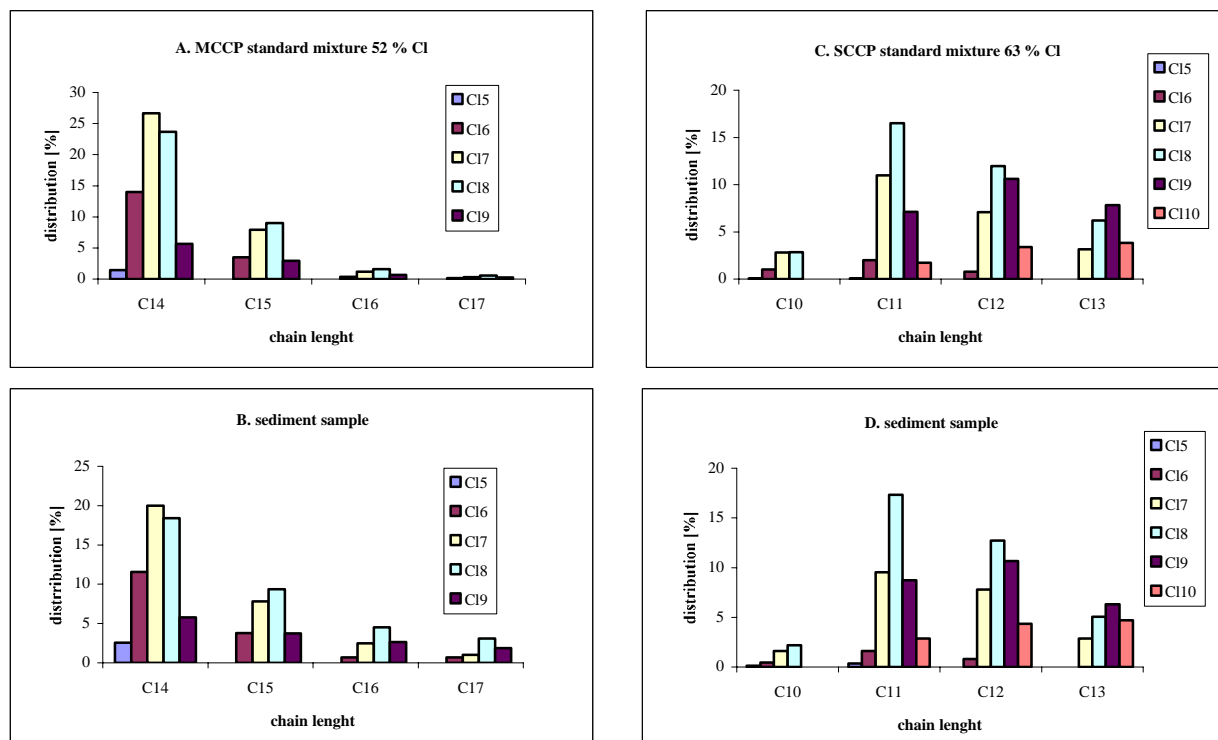 A. MCCP standard mixture 52 % Cl
distribution [%]
30
25
20
15
10
5
0
C14 C15 C16 C17
chain lenght
Cl5
Cl6
Cl7
Cl8
Cl9
C. SCCP standard mixture 63 % Cl
distribution [%]
20
15
10
5
0
C10 C11 C12 C13
chain lenght
Cl5
Cl6
Cl7
Cl8
Cl9
Cl10
B. sediment sample
distrribution [%]
25
20
15
10
5
0
C14 C15 C16 C17
chain lenght
Cl5
Cl6
Cl7
Cl8
Cl9
D. sediment sample
distribution [%]
20
15
10
5
0
C10 C11 C12 C13
chain lenght
Cl5
Cl6
Cl7
Cl8
Cl9
Cl10